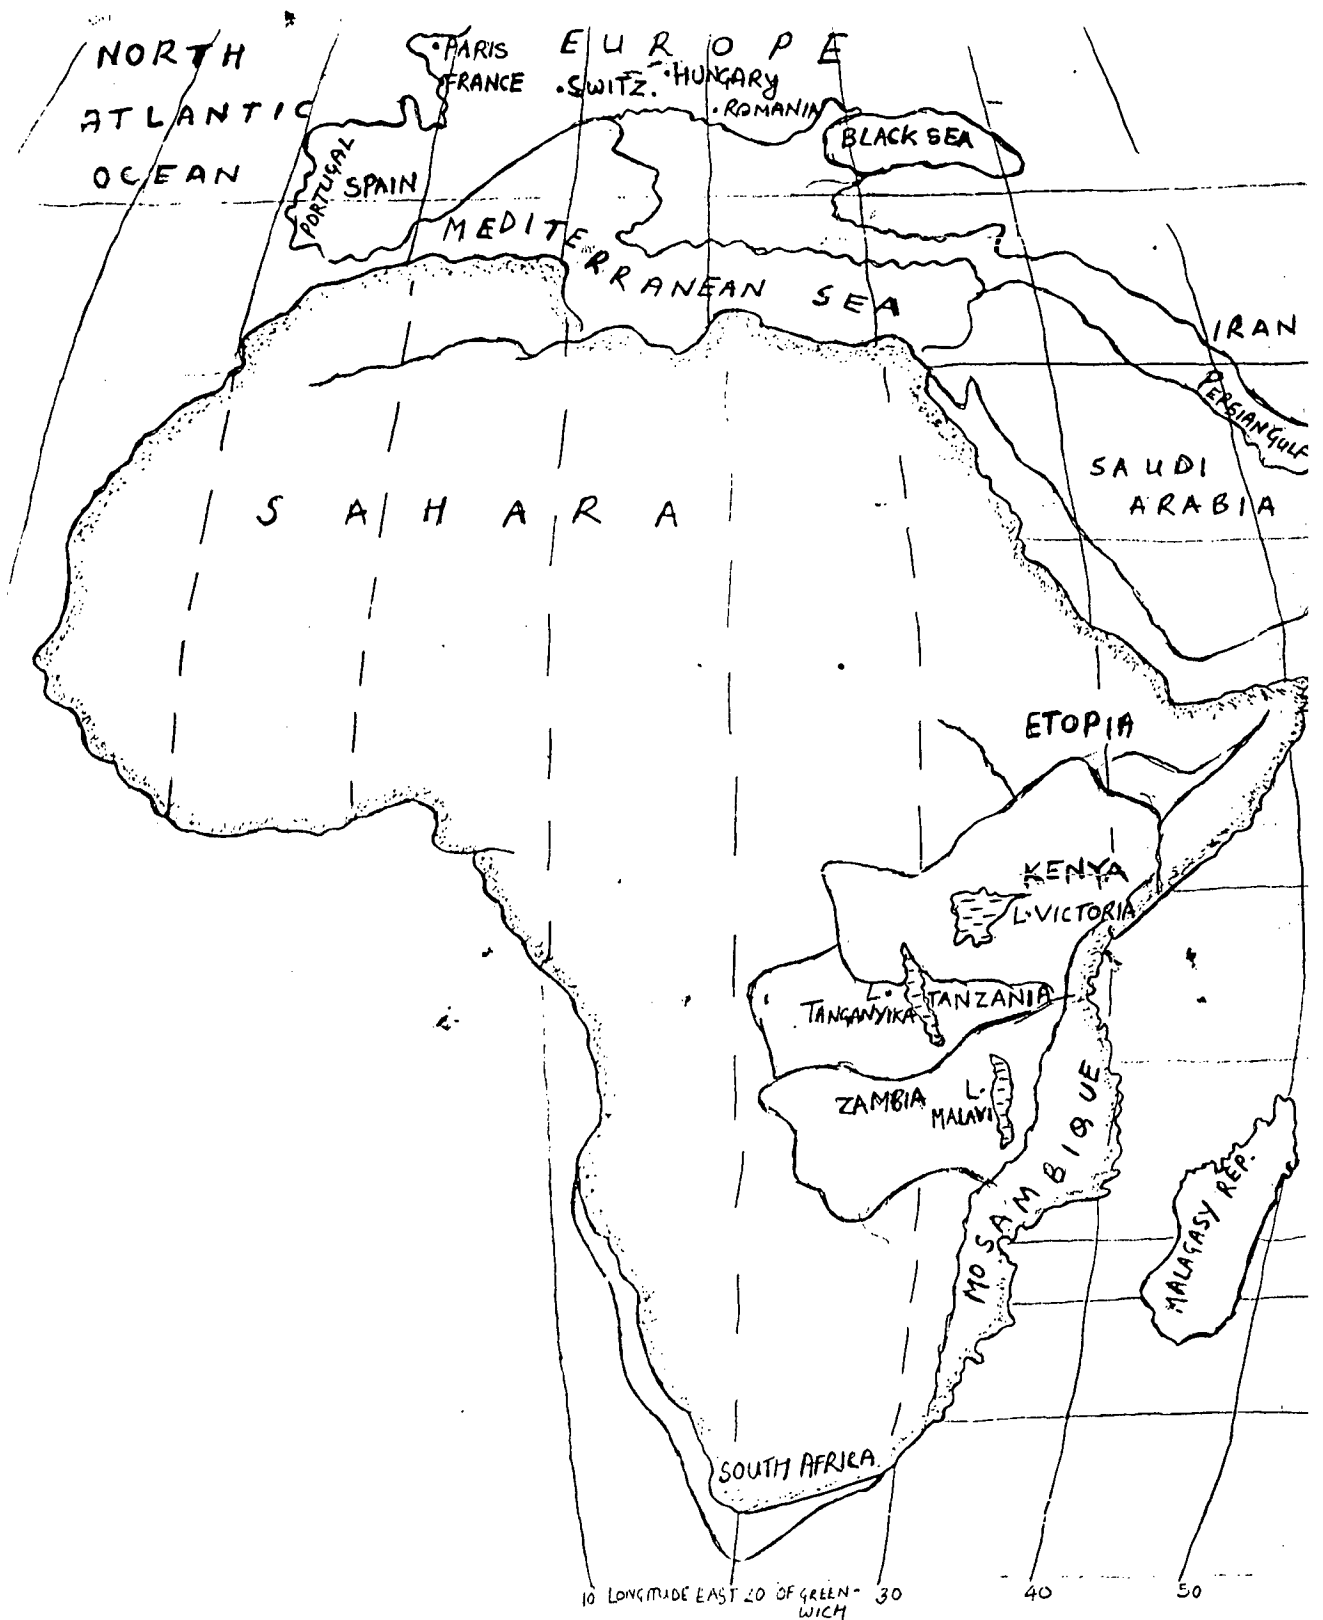 NORTH
ATLANTIC
OCEAN
EUROPE
PARIS
FRANCE
SWITZ.
HUNGARY
ROMANIA
BLACK SEA
PORTUGAL
SPAIN
MEDITERRANEAN SEA
IRAN
PERSIAN GULF
SAUDI
ARABIA
SAHARA
ETOPIA
KENYA
L. VICTORIA
L.
TANGANYIKA
TANZANIA
ZAMBIA
L.
MALAVI
MOSAMBIQUE
MALAGASY REP.
SOUTH AFRICA
10 LONGITUDE EAST 20 OF GREEN- 30 40 50
WICH